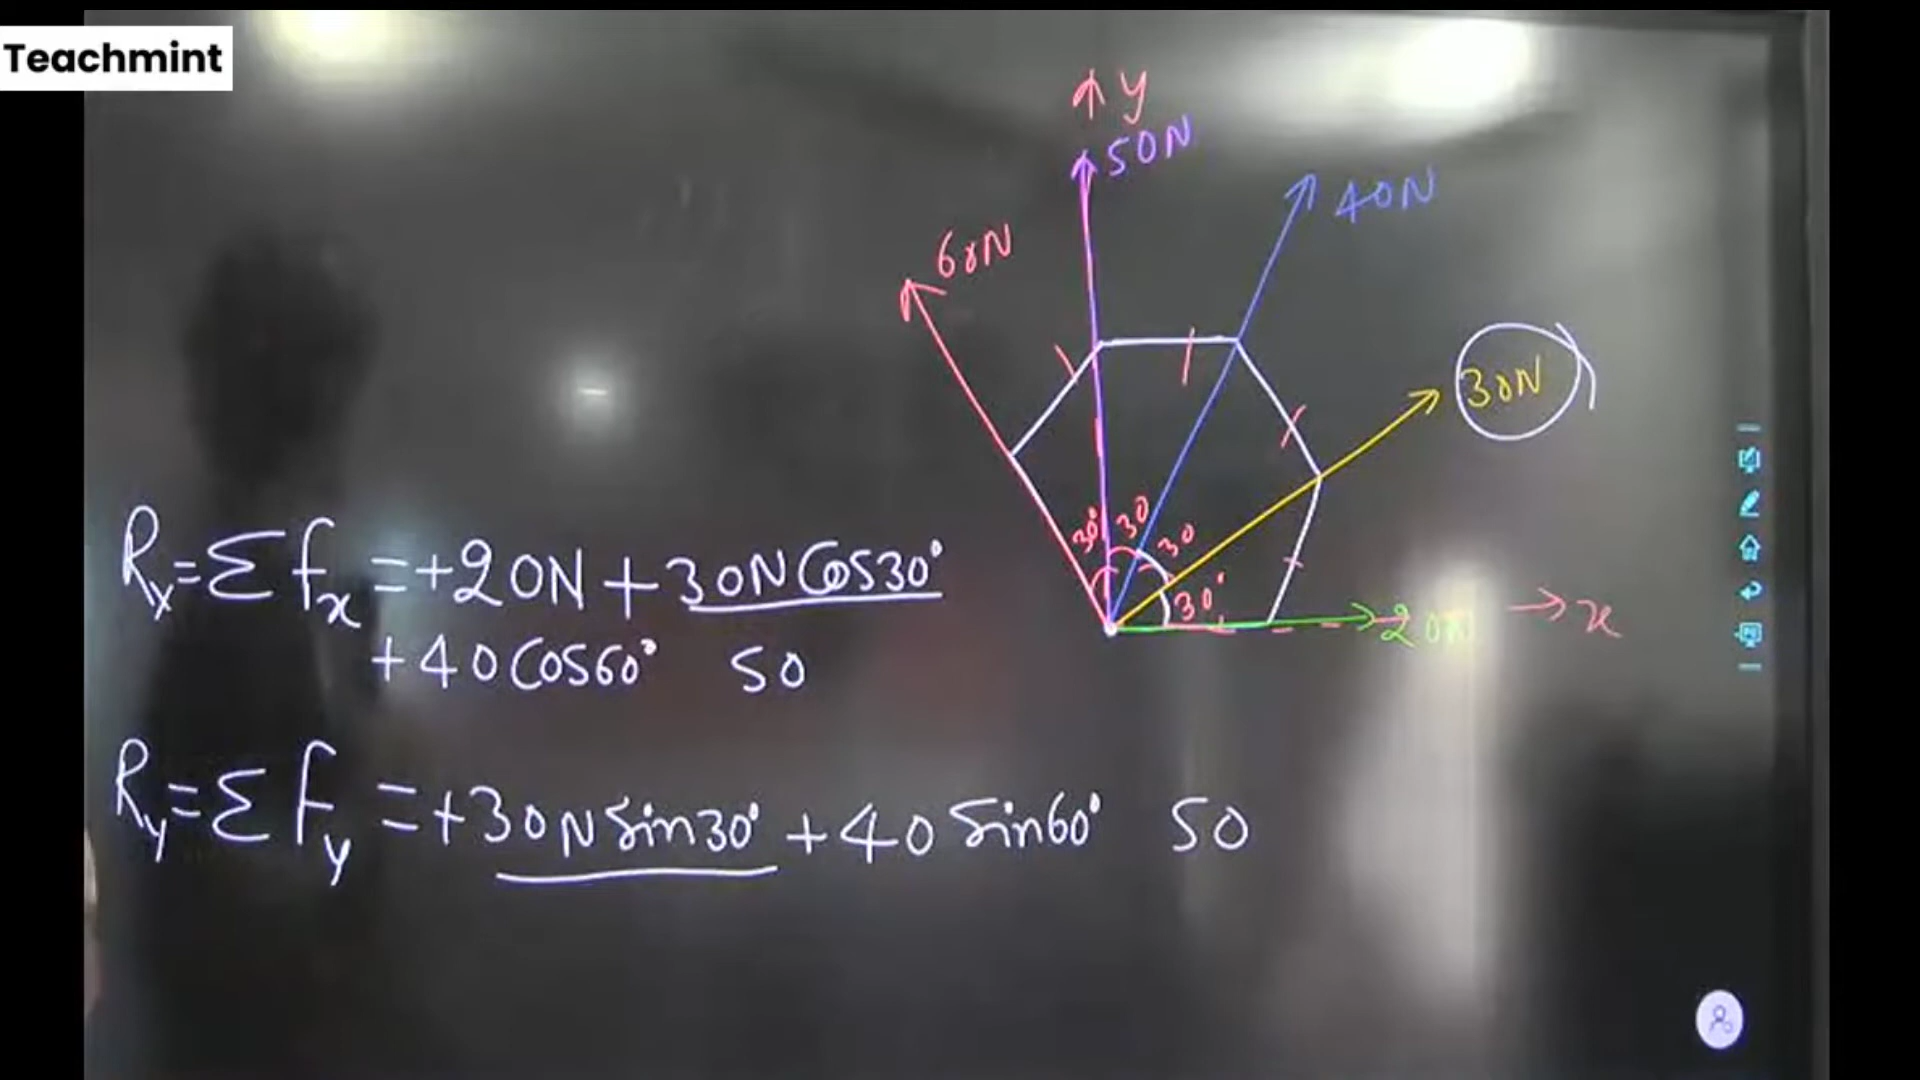 Teachmint
y
50N
40N
60N
30N
30° 30 30
30°
20N → x
Rx = Σfx = +20N + 30N Cos30°
+40 Cos60° 50
Ry = Σfy = +30N Sin30° + 40 Sin60° 50